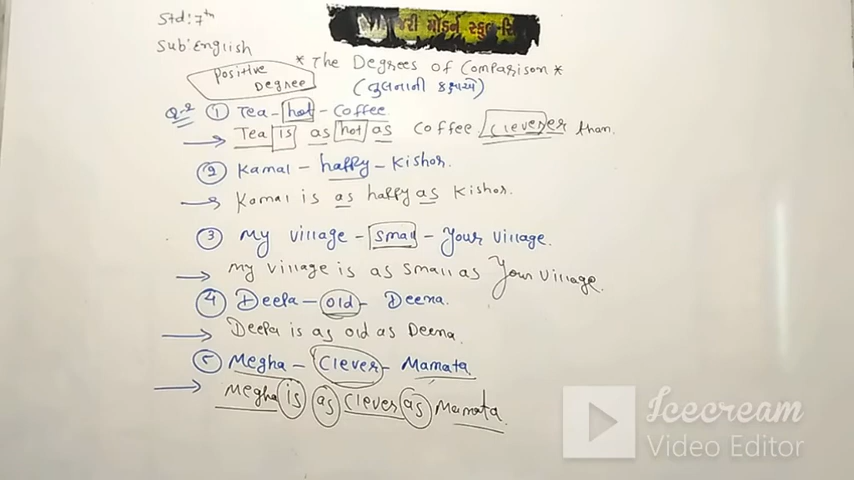 Std: 7th
જરી મોડર્ન સ્કુલ
Sub: English
* The Degrees of Comparison *
Positive Degree
(તુલનાની કક્ષાઓ)
Q-2 ① Tea - hot - Coffee
→ Tea is as hot as Coffee Cleverer than.
② Kamal - happy - Kishor.
→ Kamal is as happy as Kishor.
③ My village - small - Your village.
→ My village is as small as Your village.
④ Deepa - old - Deena.
→ Deepa is as old as Deena.
⑤ Megha - Clever - Mamata
→ Megha is as Clever as Mamata.
Icecream
Video Editor